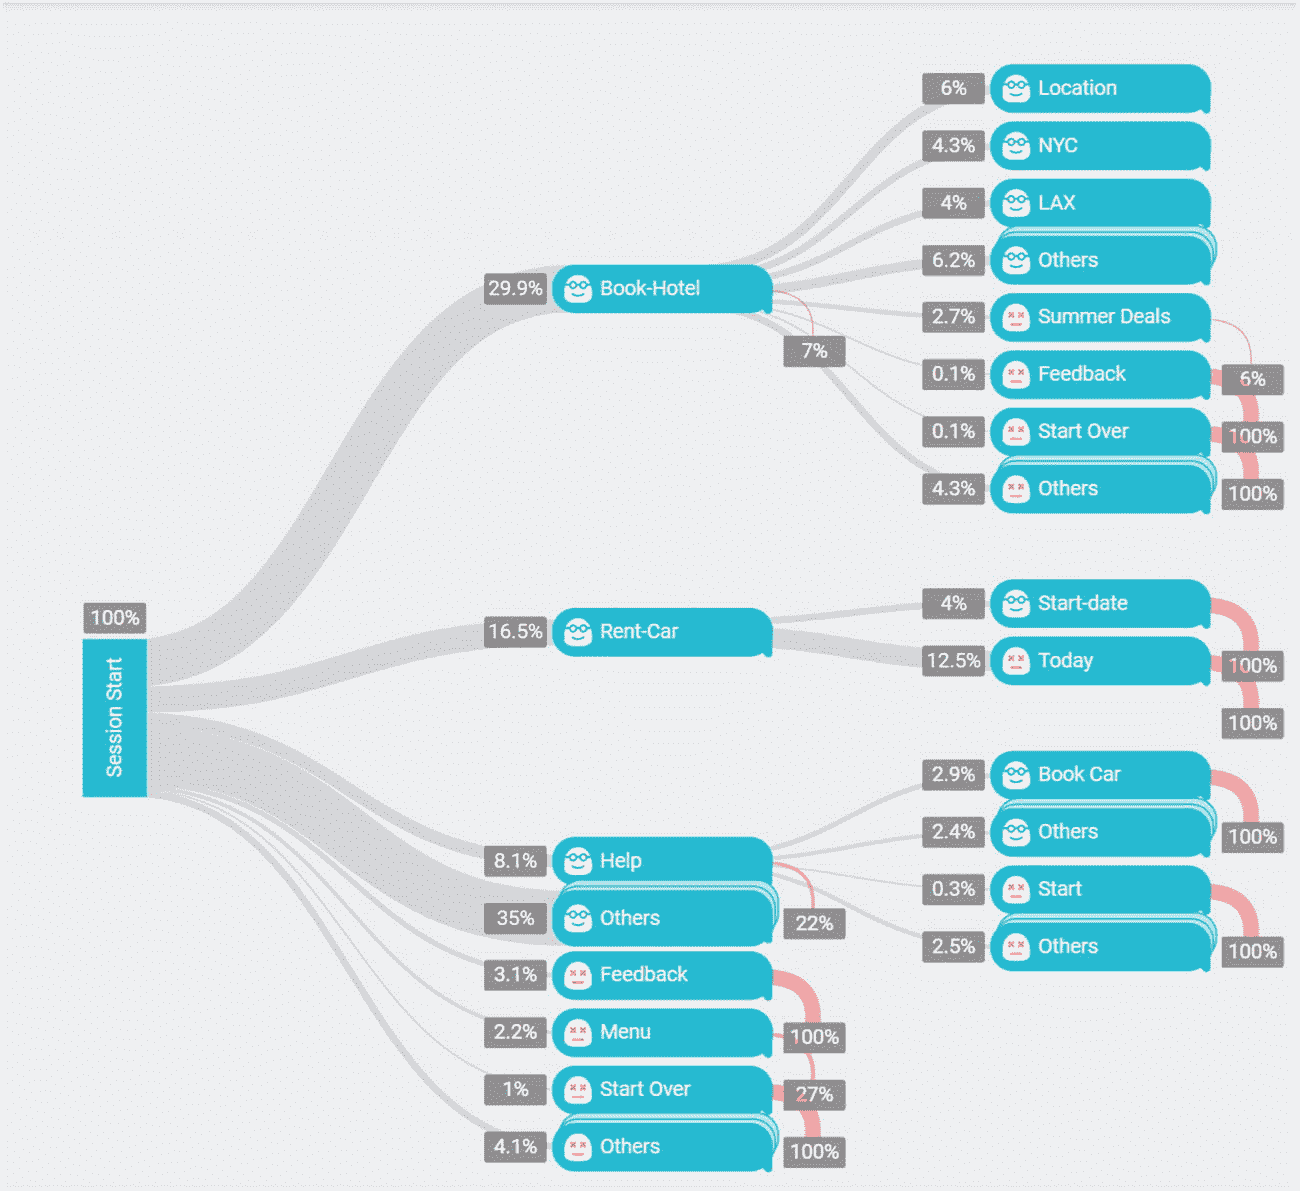 6% Location
4.3% NYC
4% LAX
6.2% Others
29.9% Book-Hotel
7%
2.7% Summer Deals
0.1% Feedback
6%
0.1% Start Over
100%
4.3% Others
100%
100%
Session Start
16.5% Rent-Car
4% Start-date
12.5% Today
100%
100%
8.1% Help
22%
2.9% Book Car
100%
2.4% Others
0.3% Start
100%
2.5% Others
35% Others
3.1% Feedback
100%
2.2% Menu
27%
1% Start Over
100%
4.1% Others